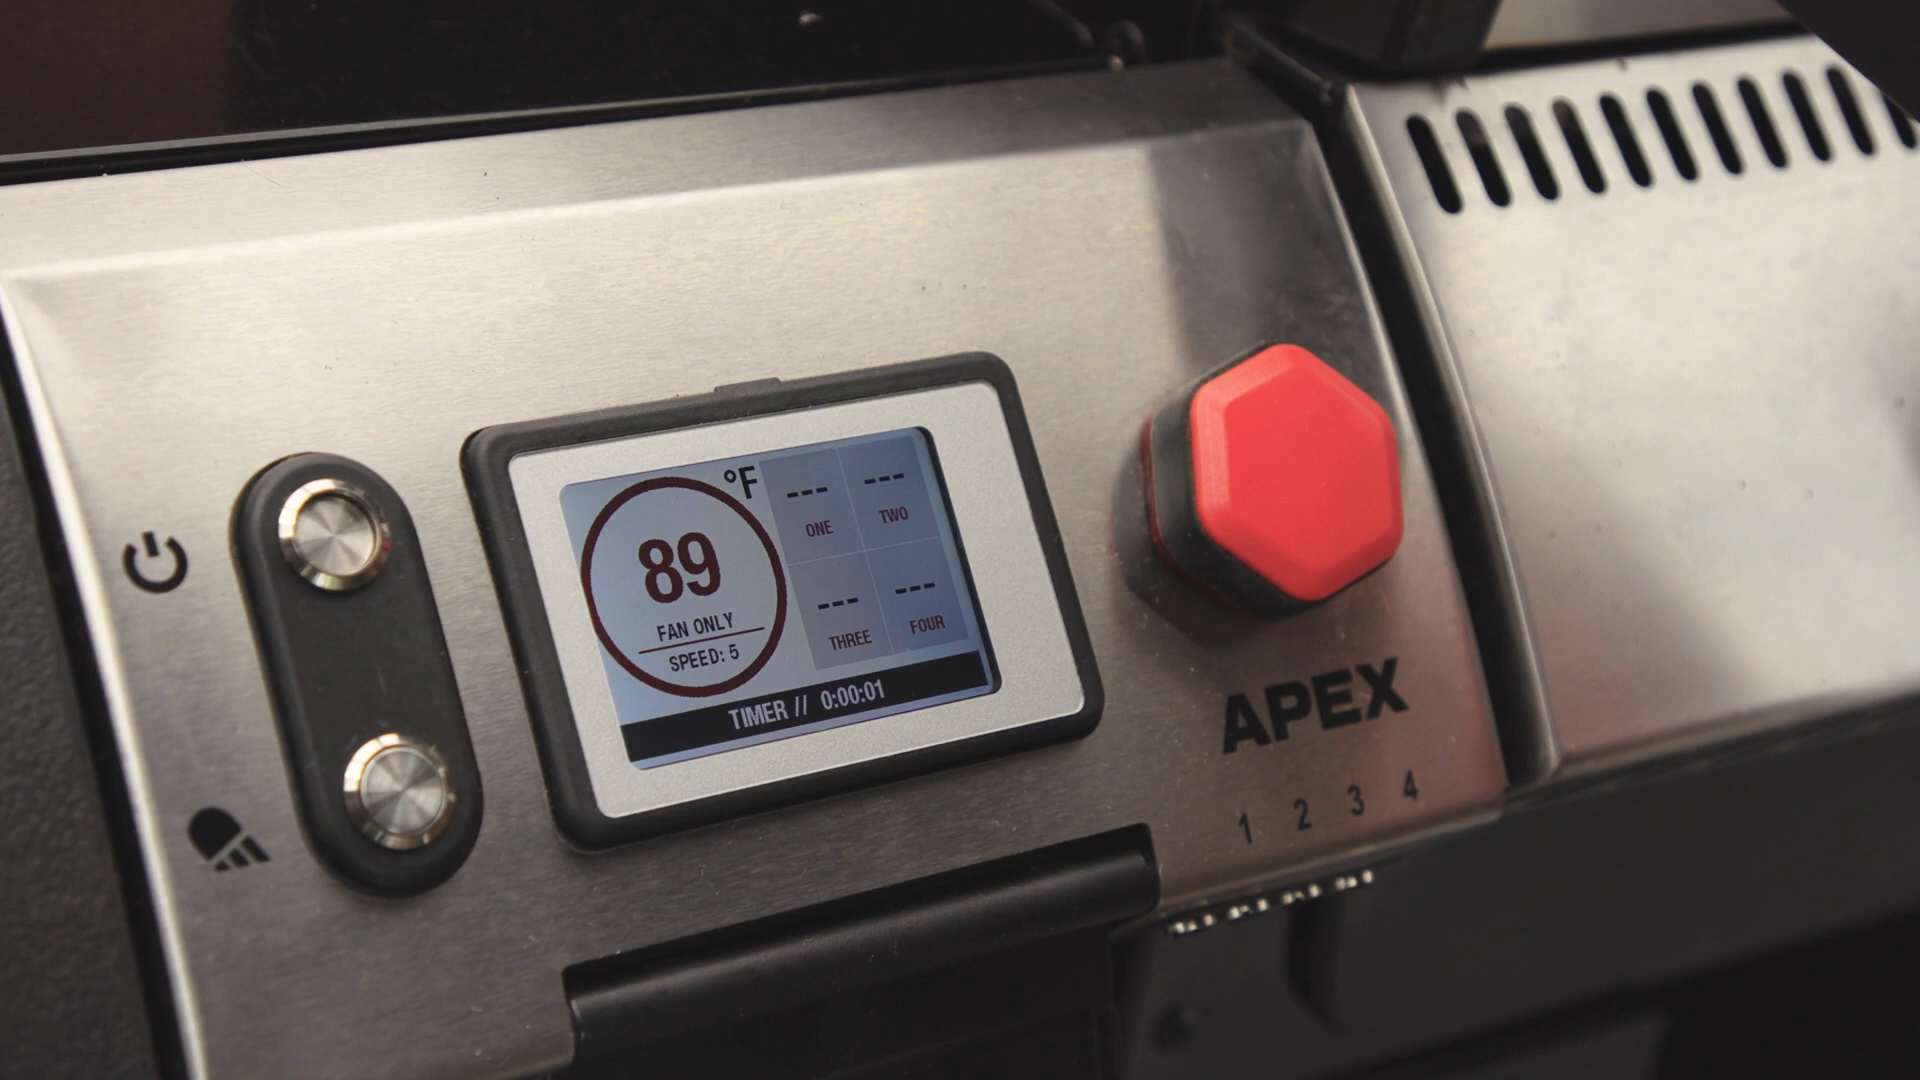 °F
89
FAN ONLY
SPEED: 5
--- ---
ONE TWO
--- ---
THREE FOUR
TIMER // 0:00:01
APEX
1 2 3 4